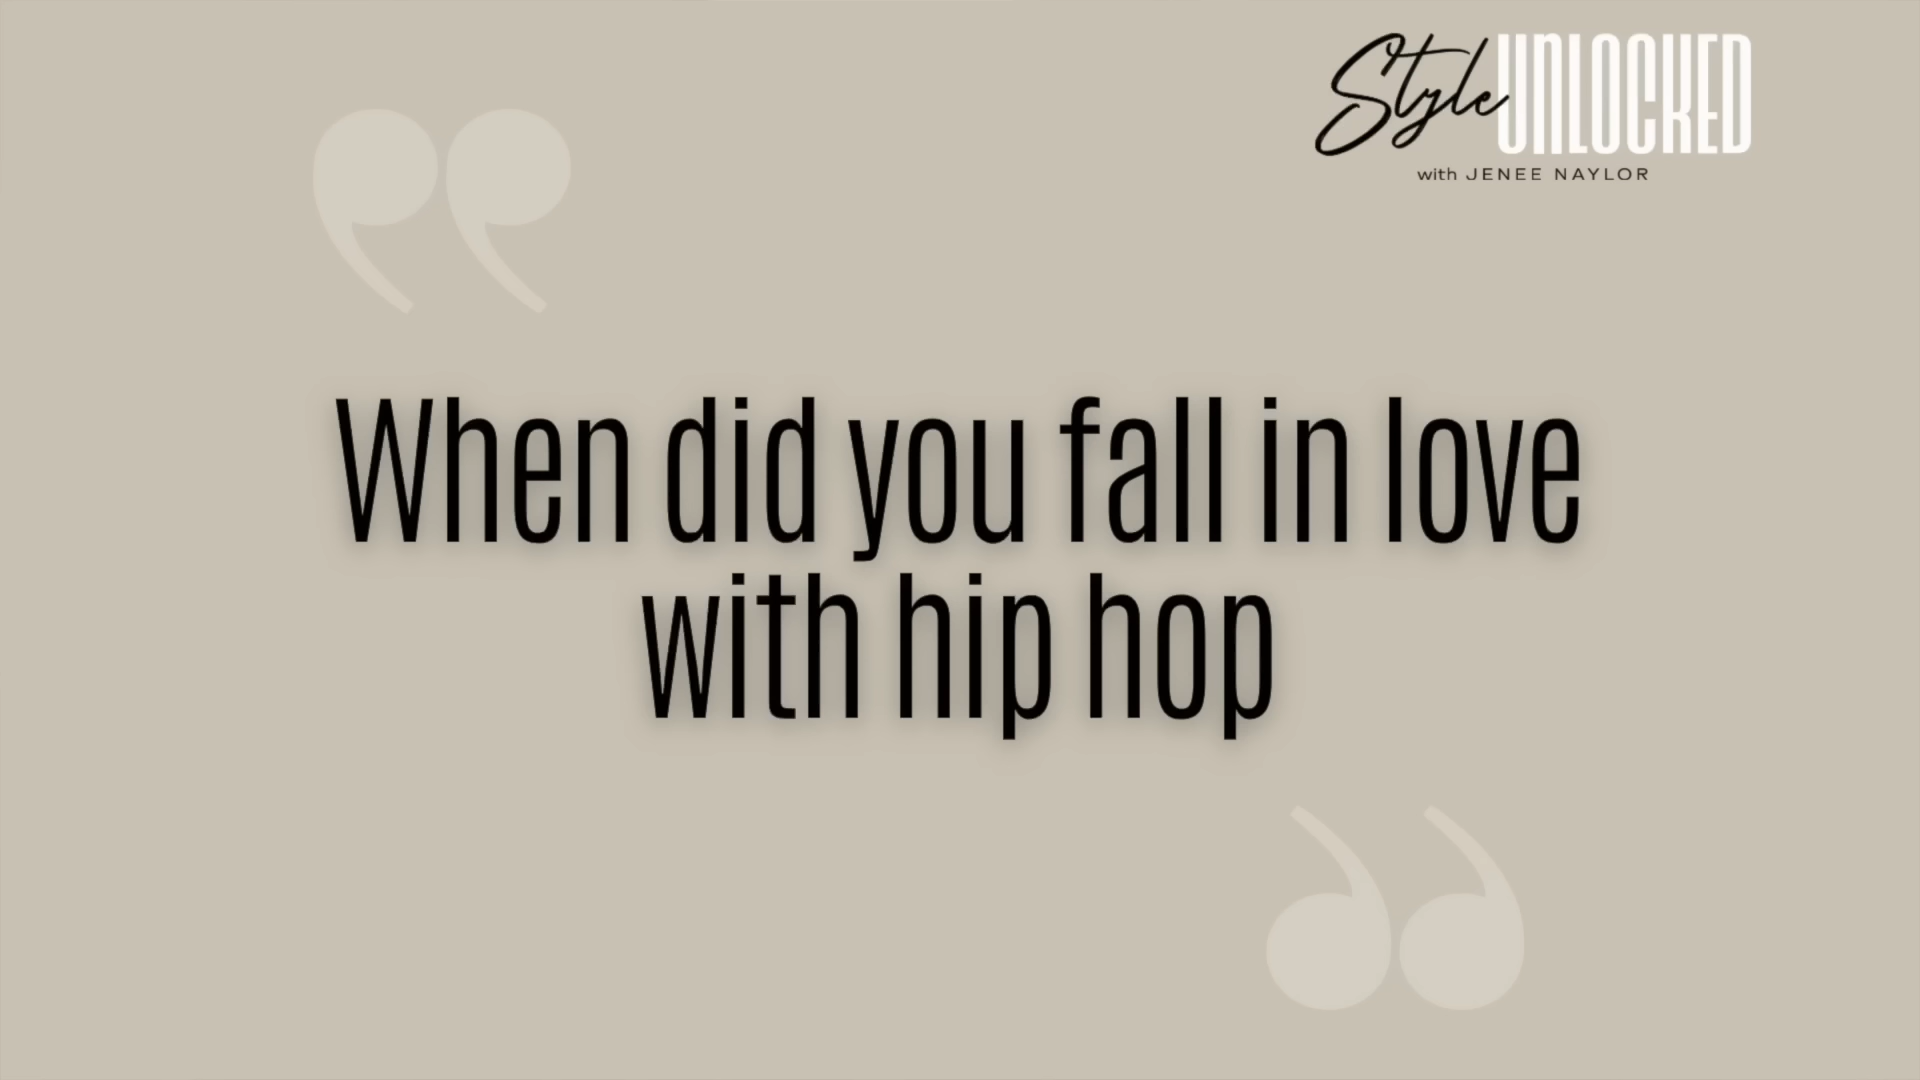 Style UNLOCKED
with JENEE NAYLOR
When did you fall in love
with hip hop